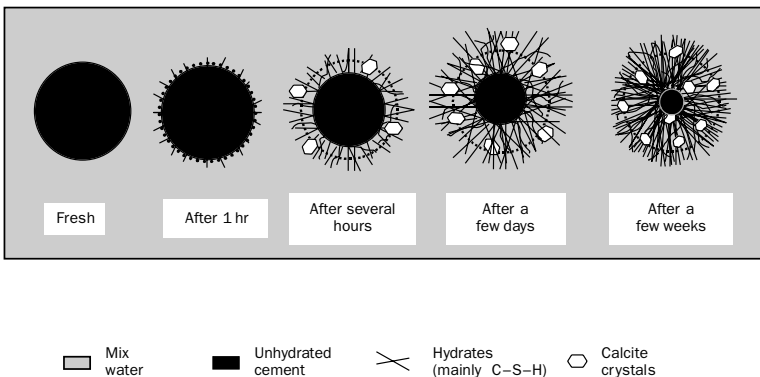 Fresh
After 1 hr
After several
hours
After a
few days
After a
few weeks
Mix
water
Unhydrated
cement
Hydrates
(mainly C–S–H)
Calcite
crystals